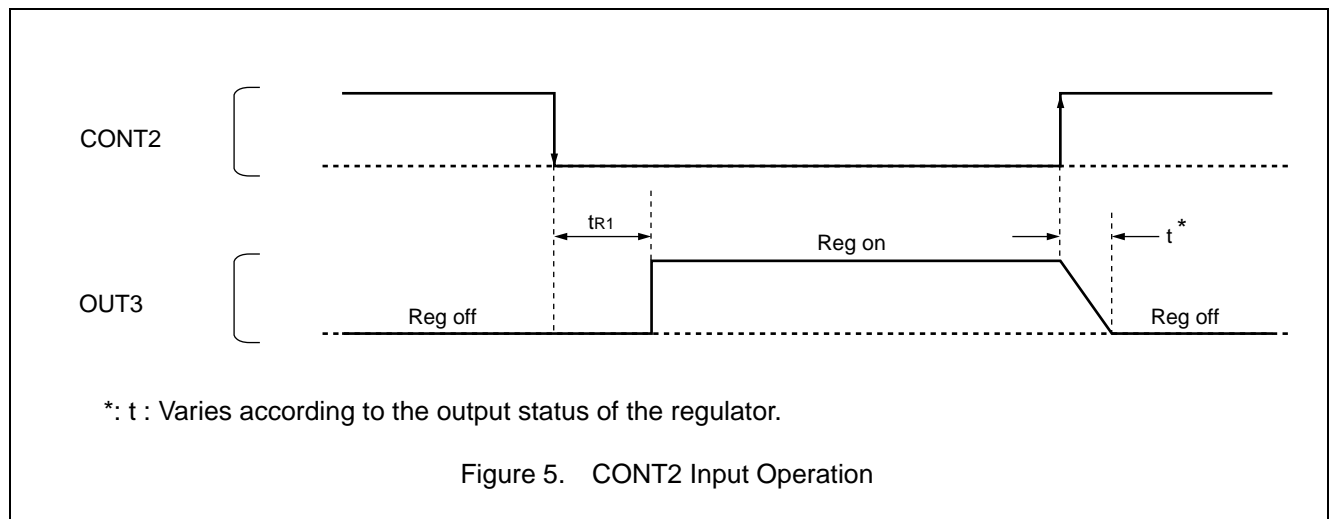 CONT2
tR1
Reg on
t *
OUT3
Reg off
Reg off
*: t : Varies according to the output status of the regulator.
Figure 5. CONT2 Input Operation